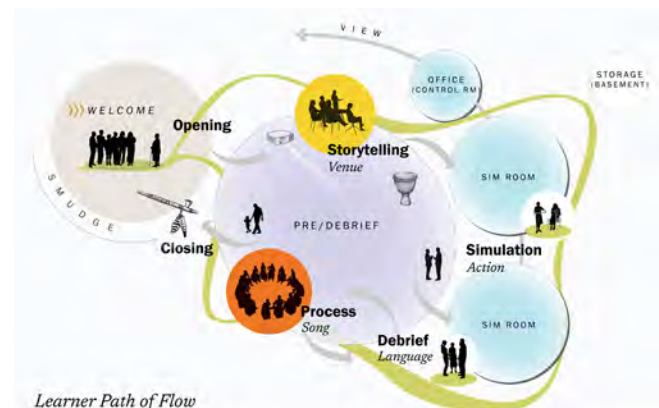 VIEW
OFFICE
(CONTROL RM)
STORAGE
(BASEMENT)
>>> WELCOME
Opening
Storytelling
Venue
SIM ROOM
SMUDGE
PRE/DEBRIEF
Closing
Simulation
Action
Process
Song
SIM ROOM
Debrief
Language
Learner Path of Flow